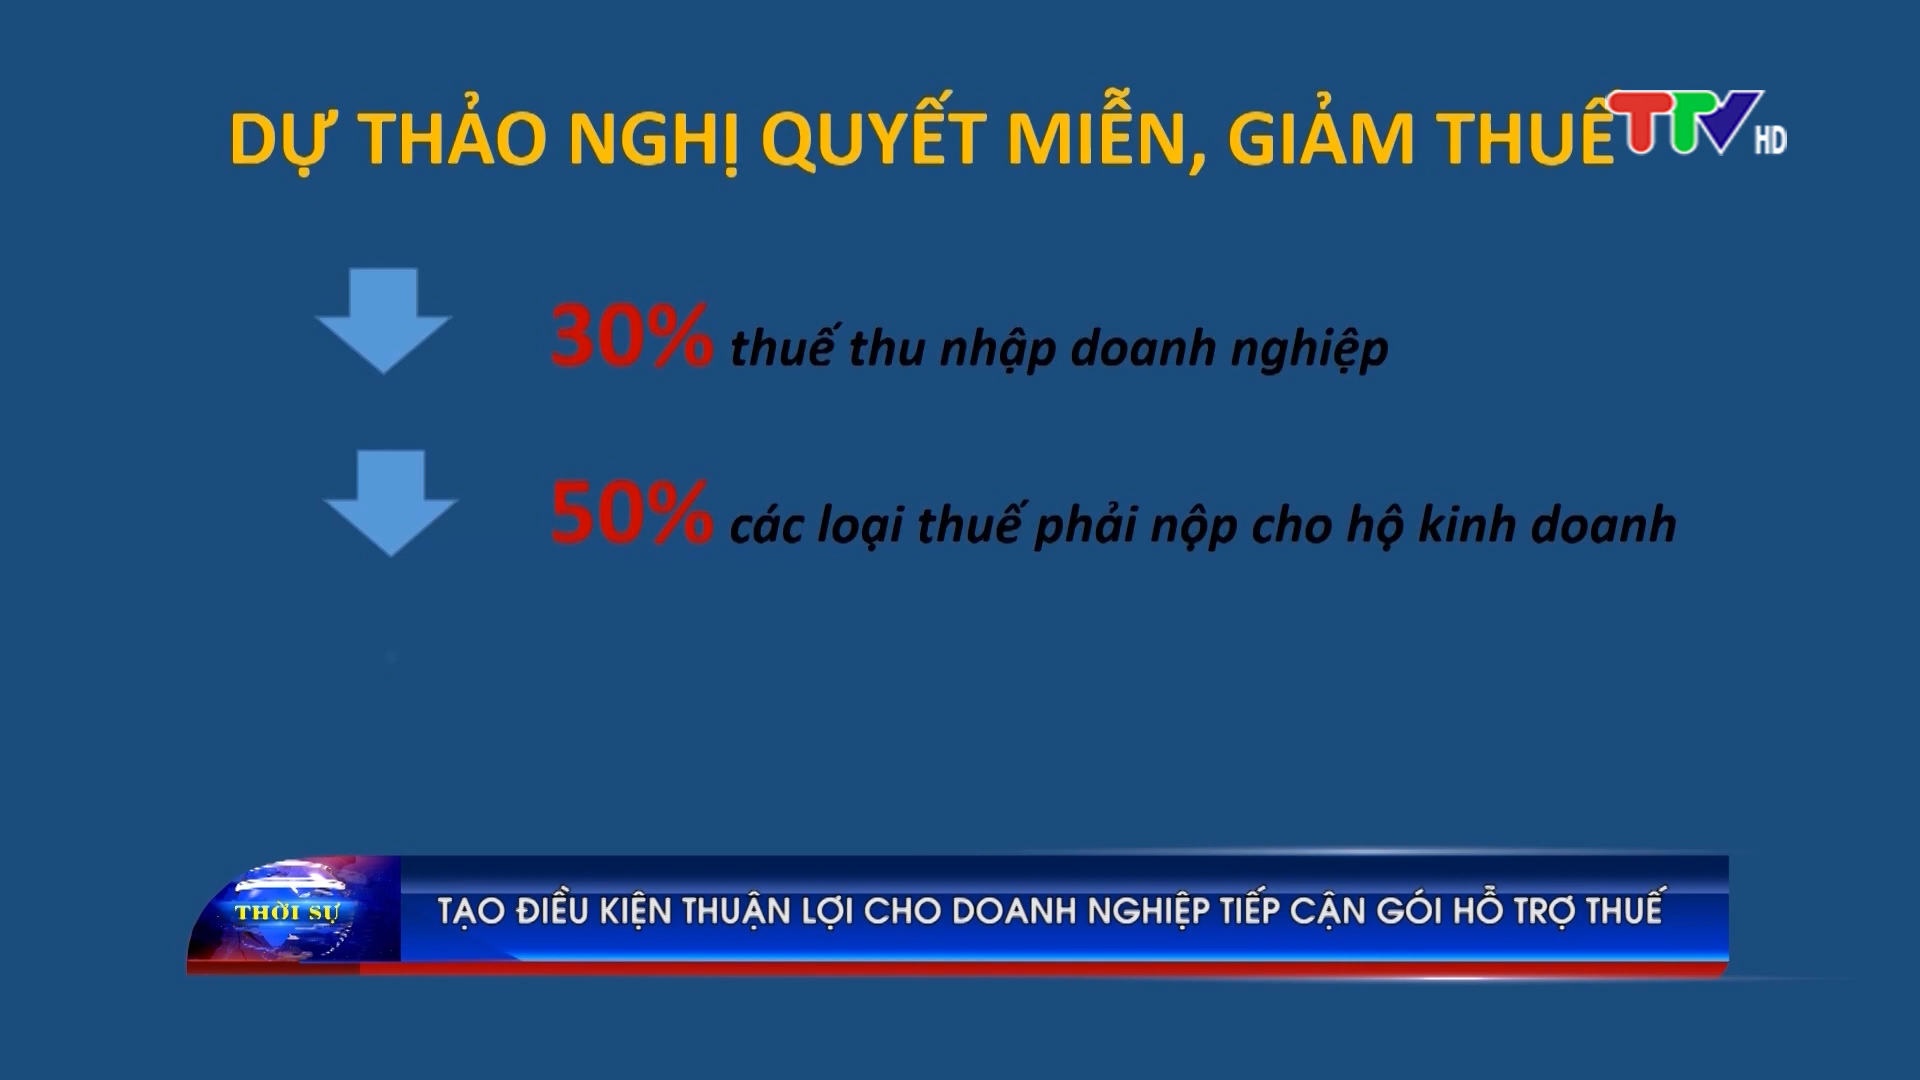 DỰ THẢO NGHỊ QUYẾT MIỄN, GIẢM THUẾ
TTV HD
30% thuế thu nhập doanh nghiệp
50% các loại thuế phải nộp cho hộ kinh doanh
THỜI SỰ
TẠO ĐIỀU KIỆN THUẬN LỢI CHO DOANH NGHIỆP TIẾP CẬN GÓI HỖ TRỢ THUẾ